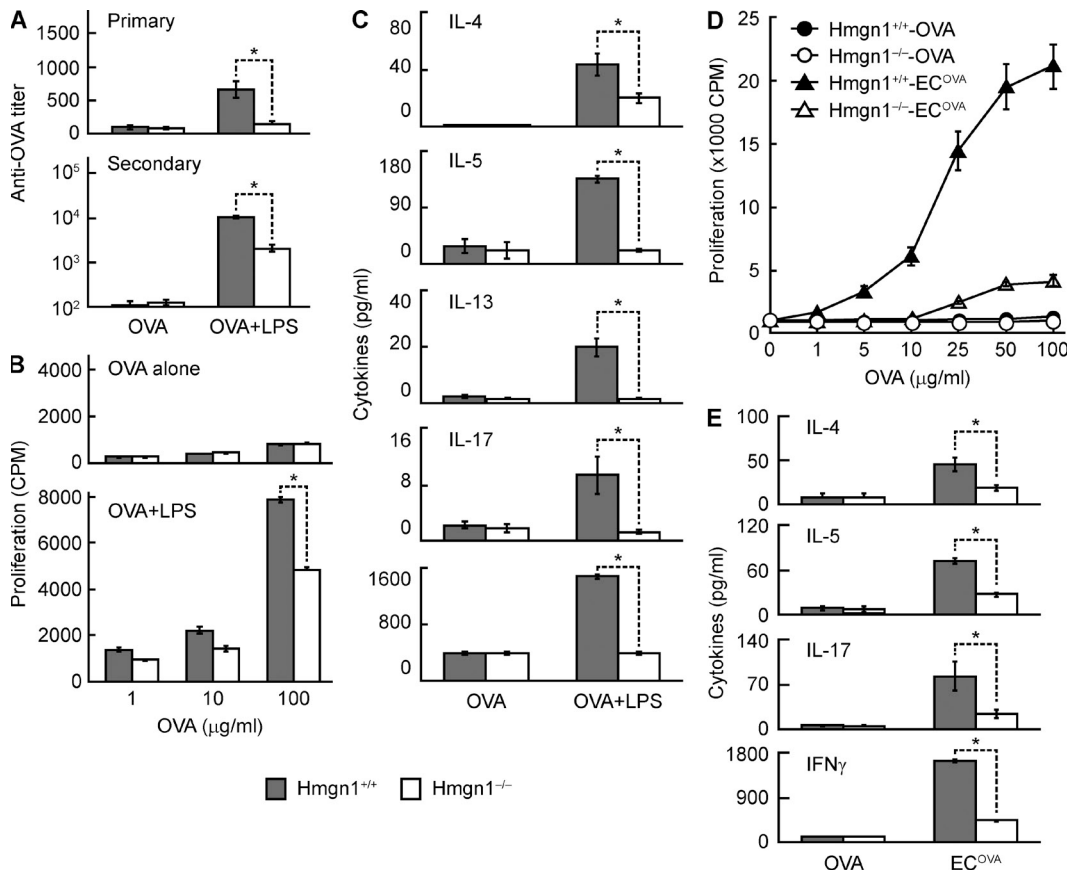 A
Primary
1500
1000
500
0
*
Anti-OVA titer
Secondary
10⁵
10⁴
10³
10²
*
OVA
OVA+LPS
B
OVA alone
4000
2000
0
Proliferation (CPM)
OVA+LPS
8000
6000
4000
2000
0
*
1
10
100
OVA (μg/ml)
C
IL-4
80
40
0
*
IL-5
180
90
0
*
Cytokines (pg/ml)
IL-13
40
20
0
*
IL-17
16
8
0
*
1600
800
0
*
OVA
OVA+LPS
Hmgn1⁺/⁺
Hmgn1⁻/⁻
D
Hmgn1⁺/⁺-OVA
Hmgn1⁻/⁻-OVA
Hmgn1⁺/⁺-ECᴼⱽᴬ
Hmgn1⁻/⁻-ECᴼⱽᴬ
Proliferation (x1000 CPM)
25
20
15
10
5
0
0
1
5
10
25
50
100
OVA (μg/ml)
E
IL-4
100
50
0
*
IL-5
120
60
0
*
Cytokines (pg/ml)
IL-17
140
70
0
*
IFNγ
1800
900
0
*
OVA
ECᴼⱽᴬ